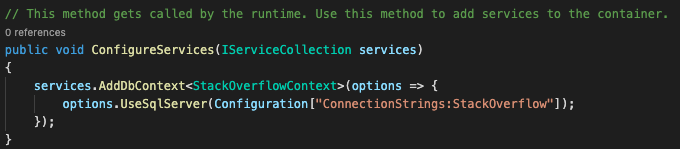 // This method gets called by the runtime. Use this method to add services to the container.
0 references
public void ConfigureServices(IServiceCollection services)
{
    services.AddDbContext<StackOverflowContext>(options => {
        options.UseSqlServer(Configuration["ConnectionStrings:StackOverflow"]);
    });
}